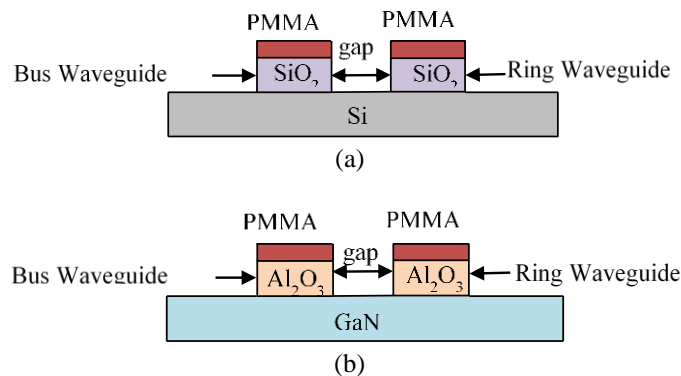 PMMA PMMA
Bus Waveguide gap Ring Waveguide
SiO₂ SiO₂
Si
(a)
PMMA PMMA
Bus Waveguide gap Ring Waveguide
Al₂O₃ Al₂O₃
GaN
(b)